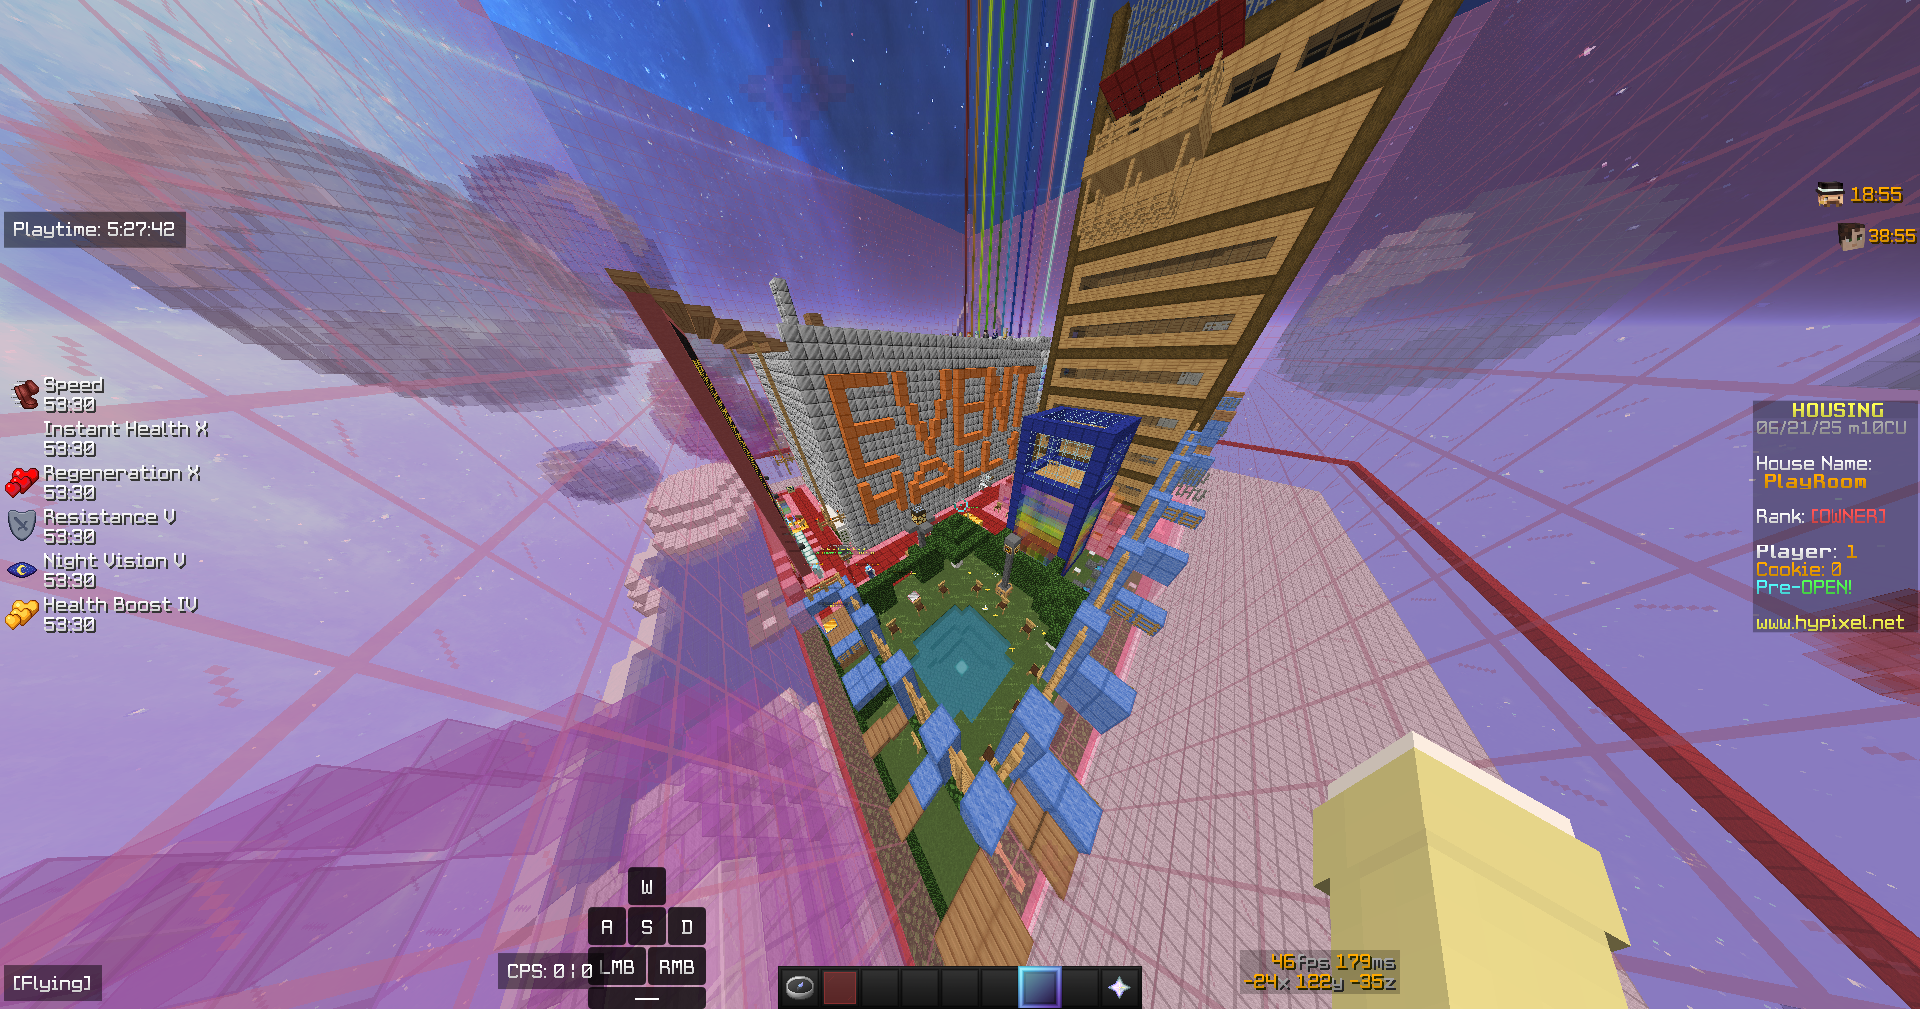 Playtime: 5:27:42
18:55
38:55
Speed
53:30
Instant Health X
53:30
Regeneration X
53:30
Resistance V
53:30
Night Vision V
53:30
Health Boost IV
53:30
EVENT
HALL
HOUSING
06/21/25 m10CU
House Name:
PlayRoom
Rank: [OWNER]
Player: 1
Cookie: 0
Pre-OPEN!
www.hypixel.net
W
A S D
CPS: 0 | 0 LMB RMB
[Flying]
46fps 179ms
-24x 122y -35z